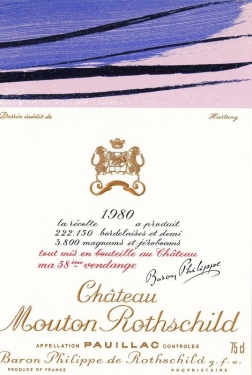 Dessin inédit de Hartung
1980
la récolte a produit
222.150 bordelaises et demi
3.800 magnums et jéroboams
tout mis en bouteille au Château
ma 58ème vendange
Baron Philippe
Château
Mouton Rothschild
APPELLATION PAUILLAC CONTROLÉE
75 cl
Baron Philippe de Rothschild g.f.a.
PRODUCE OF FRANCE PROPRIETAIRE